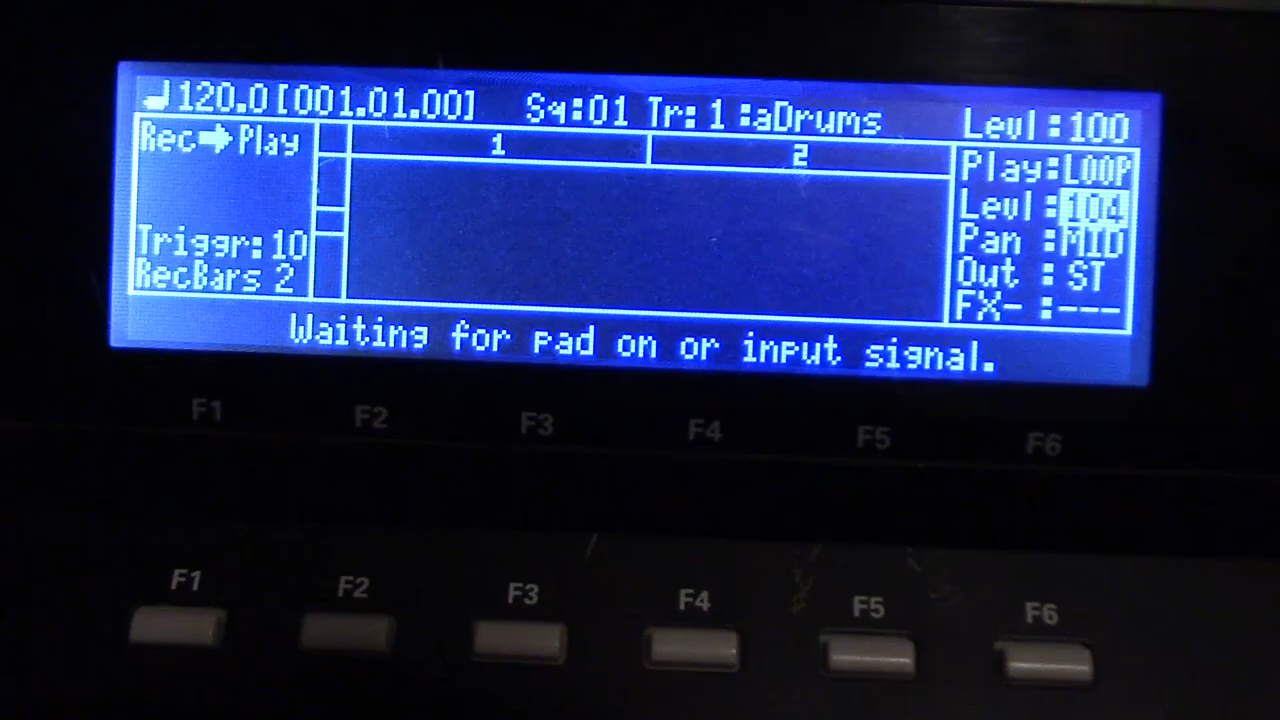 ♩120.0[001.01.00] Sq:01 Tr: 1:aDrums Levl:100
Rec➡Play 1 2 Play:LOOP
Levl:104
Triggr:10 Pan :MID
RecBars 2 Out :ST
FX- :---
Waiting for pad on or input signal.
F1 F2 F3 F4 F5 F6
F1 F2 F3 F4 F5 F6